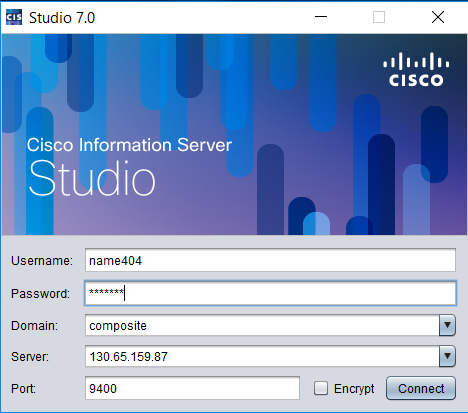 CIS Studio 7.0
CISCO
Cisco Information Server
Studio
Username: name404
Password: *******
Domain: composite
Server: 130.65.159.87
Port: 9400 Encrypt Connect